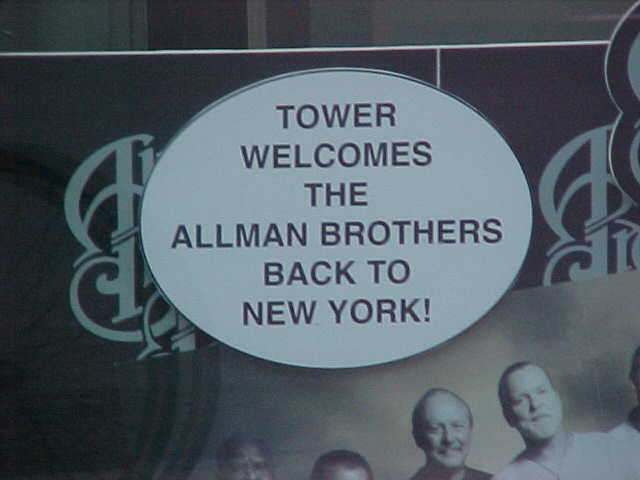 TOWER
WELCOMES
THE
ALLMAN BROTHERS
BACK TO
NEW YORK!